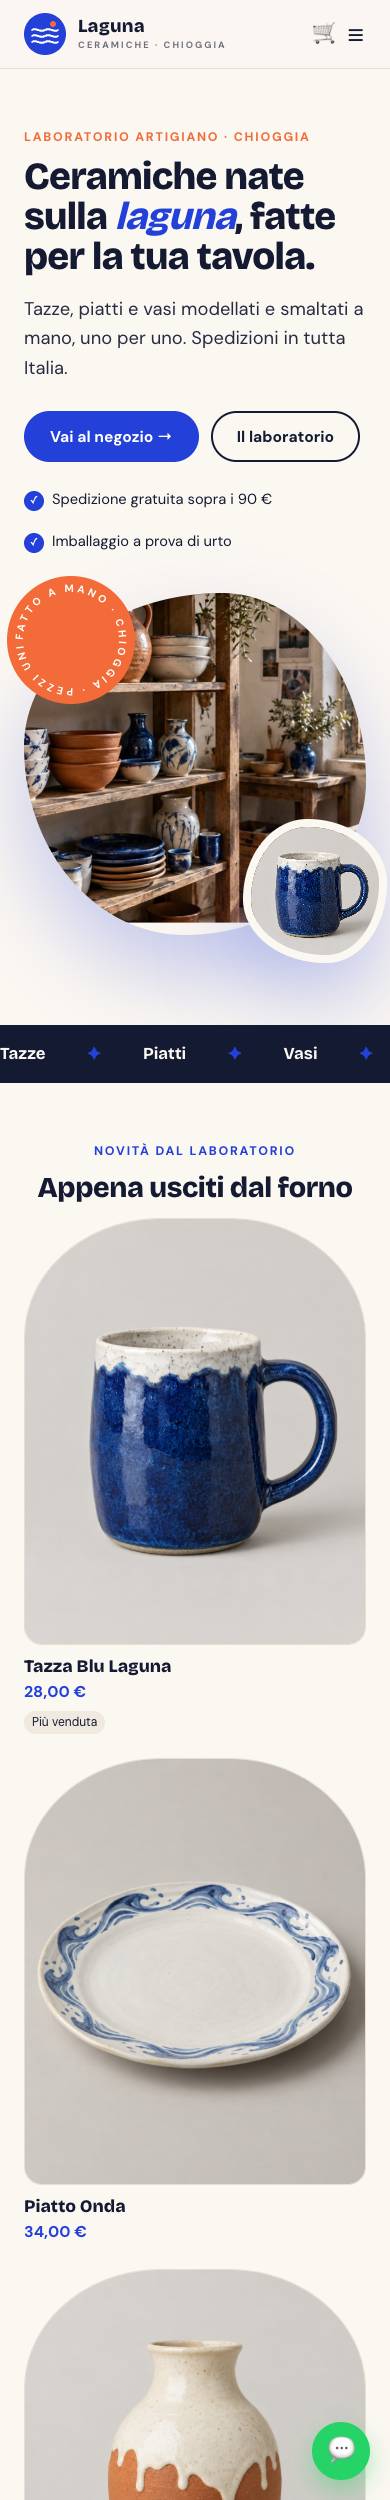 Laguna
CERAMICHE • CHIOGGIA
LABORATORIO ARTIGIANO · CHIOGGIA
Ceramiche nate
sulla laguna, fatte
per la tua tavola.
Tazze, piatti e vasi modellati e smaltati a
mano, uno per uno. Spedizioni in tutta
Italia.
Vai al negozio →
Il laboratorio
✓ Spedizione gratuita sopra i 90 €
✓ Imballaggio a prova di urto
FATTO A MANO · CHIOGGIA · PEZZI UNI
Tazze ✦ Piatti ✦ Vasi ✦
NOVITÀ DAL LABORATORIO
Appena usciti dal forno
Tazza Blu Laguna
28,00 €
Più venduta
Piatto Onda
34,00 €